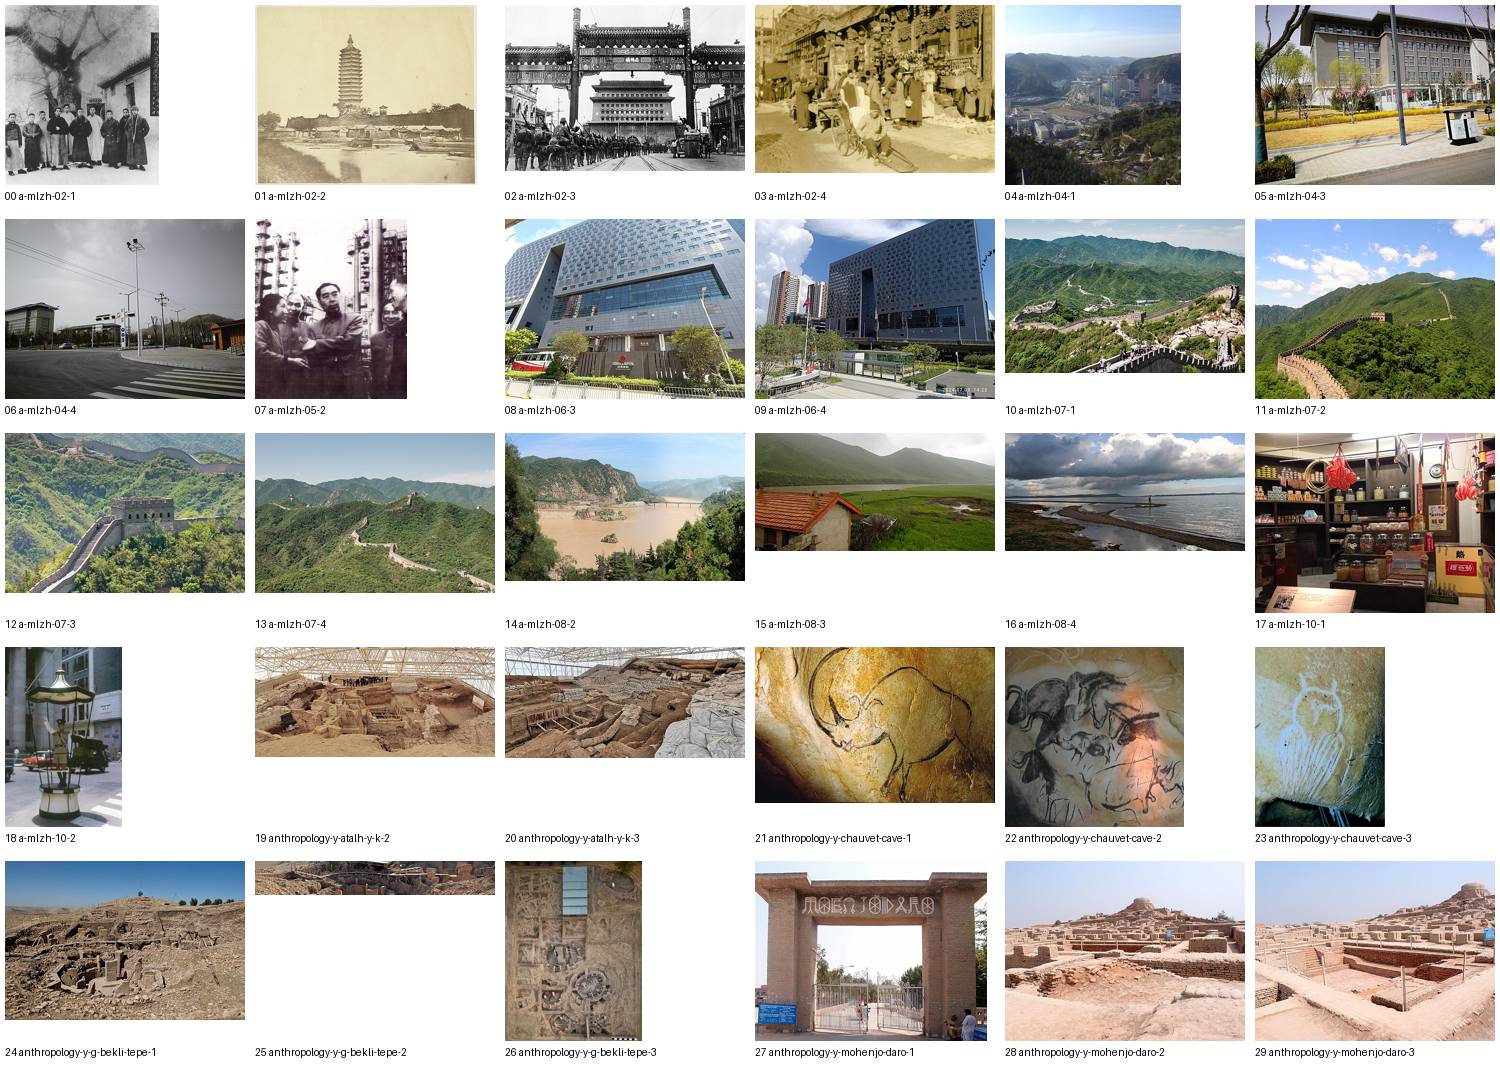 00 a-mlzh-02-1
01 a-mlzh-02-2
02 a-mlzh-02-3
03 a-mlzh-02-4
04 a-mlzh-04-1
05 a-mlzh-04-3
06 a-mlzh-04-4
07 a-mlzh-05-2
08 a-mlzh-06-3
09 a-mlzh-06-4
10 a-mlzh-07-1
11 a-mlzh-07-2
12 a-mlzh-07-3
13 a-mlzh-07-4
14 a-mlzh-08-2
15 a-mlzh-08-3
16 a-mlzh-08-4
17 a-mlzh-10-1
18 a-mlzh-10-2
19 anthropology-y-atalh-y-k-2
20 anthropology-y-atalh-y-k-3
21 anthropology-y-chauvet-cave-1
22 anthropology-y-chauvet-cave-2
23 anthropology-y-chauvet-cave-3
24 anthropology-y-g-bekli-tepe-1
25 anthropology-y-g-bekli-tepe-2
26 anthropology-y-g-bekli-tepe-3
MOENJODARO
27 anthropology-y-mohenjo-daro-1
28 anthropology-y-mohenjo-daro-2
29 anthropology-y-mohenjo-daro-3